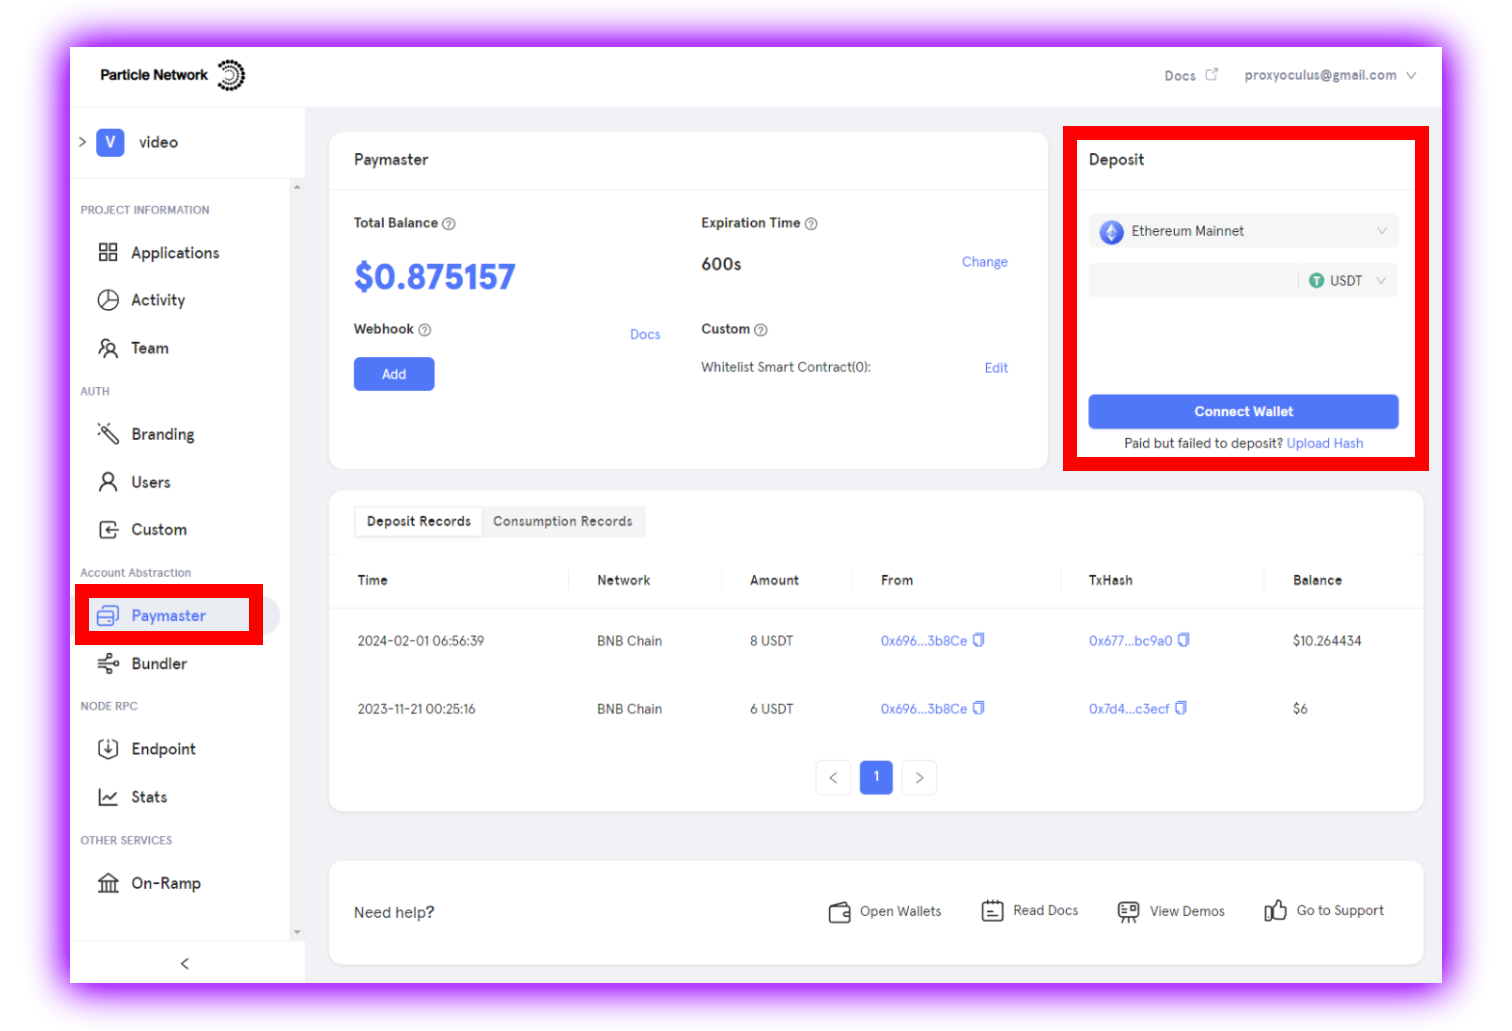 Particle Network
Docs
proxyoculus@gmail.com
V video
PROJECT INFORMATION
Applications
Activity
Team
AUTH
Branding
Users
Custom
Account Abstraction
Paymaster
Bundler
NODE RPC
Endpoint
Stats
OTHER SERVICES
On-Ramp
Paymaster
Total Balance
$0.875157
Expiration Time
600s Change
Webhook Docs
Add
Custom
Whitelist Smart Contract(0): Edit
Deposit
Ethereum Mainnet
USDT
Connect Wallet
Paid but failed to deposit? Upload Hash
Deposit Records Consumption Records
Time Network Amount From TxHash Balance
2024-02-01 06:56:39 BNB Chain 8 USDT 0x696...3b8Ce 0x677...bc9a0 $10.264434
2023-11-21 00:25:16 BNB Chain 6 USDT 0x696...3b8Ce 0x7d4...c3ecf $6
< 1 >
Need help? Open Wallets Read Docs View Demos Go to Support